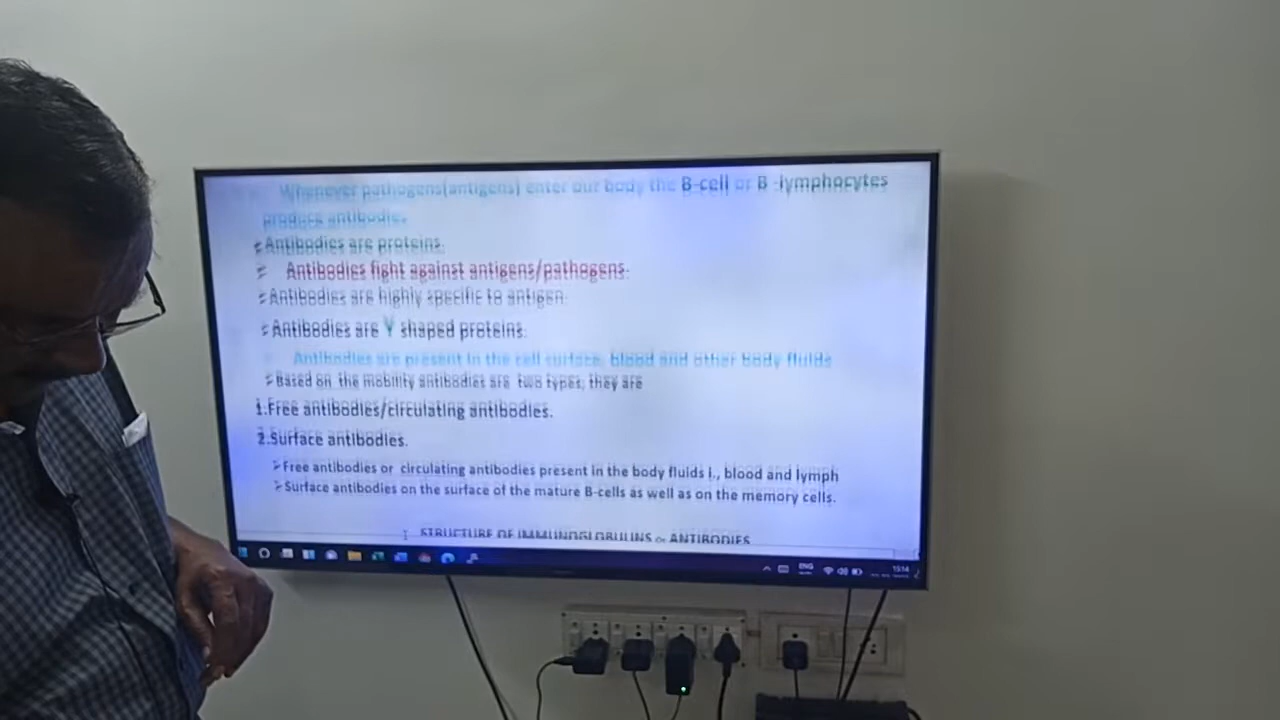 Whenever pathogens(antigens) enter our body the B-cell or B -lymphocytes
produce antibodies
Antibodies are proteins.
Antibodies fight against antigens/pathogens.
Antibodies are highly specific to antigen.
Antibodies are Y shaped proteins.
Antibodies are present in the cell surface, blood and other body fluids
Based on the mobility antibodies are two types, they are
1.Free antibodies/circulating antibodies.
2.Surface antibodies.
Free antibodies or circulating antibodies present in the body fluids i., blood and lymph
Surface antibodies on the surface of the mature B-cells as well as on the memory cells.
STRUCTURE OF IMMUNOGLOBULINS or ANTIBODIES
ENG
15:14